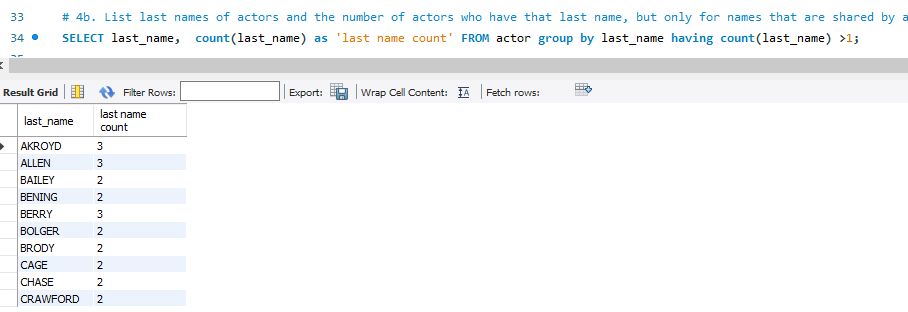 33 # 4b. List last names of actors and the number of actors who have that last name, but only for names that are shared by a
34 SELECT last_name, count(last_name) as 'last name count' FROM actor group by last_name having count(last_name) >1;
Result Grid Filter Rows: Export: Wrap Cell Content: Fetch rows:
last_name last name count
AKROYD 3
ALLEN 3
BAILEY 2
BENING 2
BERRY 3
BOLGER 2
BRODY 2
CAGE 2
CHASE 2
CRAWFORD 2